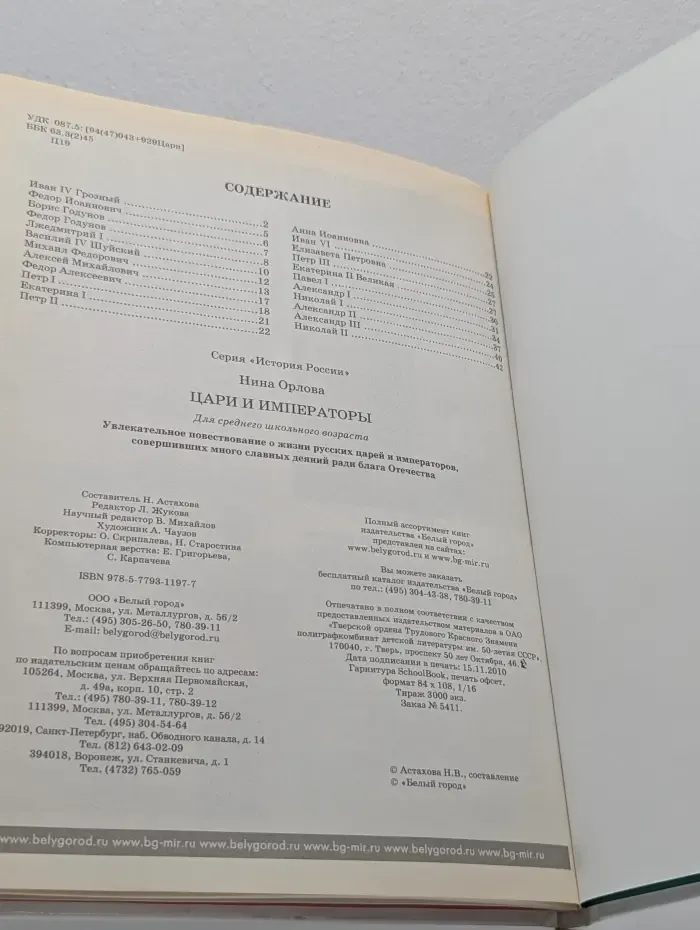 УДК 087.5: [94(47)043+929Цари]
ББК 63.3(2)45
Ц19
СОДЕРЖАНИЕ
Иван IV Грозный ..... 2
Федор Иоаннович ..... 5
Борис Годунов ..... 6
Федор Годунов ..... 7
Лжедмитрий I ..... 8
Василий IV Шуйский ..... 10
Михаил Федорович ..... 12
Алексей Михайлович ..... 13
Федор Алексеевич ..... 17
Петр I ..... 18
Екатерина I ..... 21
Петр II ..... 22
Анна Иоанновна ..... 22
Иван VI ..... 24
Елизавета Петровна ..... 25
Петр III ..... 27
Екатерина II Великая ..... 27
Павел I ..... 30
Александр I ..... 31
Николай I ..... 34
Александр II ..... 37
Александр III ..... 40
Николай II ..... 42
Серия «История России»
Нина Орлова
ЦАРИ И ИМПЕРАТОРЫ
Для среднего школьного возраста
Увлекательное повествование о жизни русских царей и императоров,
совершивших много славных деяний ради блага Отечества
Составитель Н. Астахова
Редактор Л. Жукова
Научный редактор В. Михайлов
Художник А. Чаузов
Корректоры: О. Скрипалева, Н. Старостина
Компьютерная верстка: Е. Григорьева,
С. Карпачева
ISBN 978-5-7793-1197-7
ООО «Белый город»
111399, Москва, ул. Металлургов, д. 56/2
Тел.: (495) 305-26-50, 780-39-11
E-mail: belygorod@belygorod.ru
По вопросам приобретения книг
по издательским ценам обращайтесь по адресам:
105264, Москва, ул. Верхняя Первомайская,
д. 49а, корп. 10, стр. 2
Тел.: (495) 780-39-11, 780-39-12
111399, Москва, ул. Металлургов, д. 56/2
Тел. (495) 304-54-64
92019, Санкт-Петербург, наб. Обводного канала, д. 14
Тел. (812) 643-02-09
394018, Воронеж, ул. Станкевича, д. 1
Тел. (4732) 765-059
Полный ассортимент книг
издательства «Белый город»
представлен на сайтах:
www.belygorod.ru и www.bg-mir.ru
Вы можете заказать
бесплатный каталог издательства «Белый город»
по тел.: (495) 304-43-38, 780-39-11
Отпечатано в полном соответствии с качеством
предоставленных издательством материалов в ОАО
«Тверской ордена Трудового Красного Знамени
полиграфкомбинат детской литературы им. 50-летия СССР».
170040, г. Тверь, проспект 50 лет Октября, 46.
Дата подписания в печать: 15.11.2010
Гарнитура SchoolBook, печать офсет.
формат 84 x 108, 1/16
Тираж 3000 экз.
Заказ № 5411.
© Астахова Н.В., составление
© «Белый город»
www.belygorod.ru www.bg-mir.ru www.belygorod.ru www.bg-mir.ru www.belygorod.ru www.bg-mir.ru